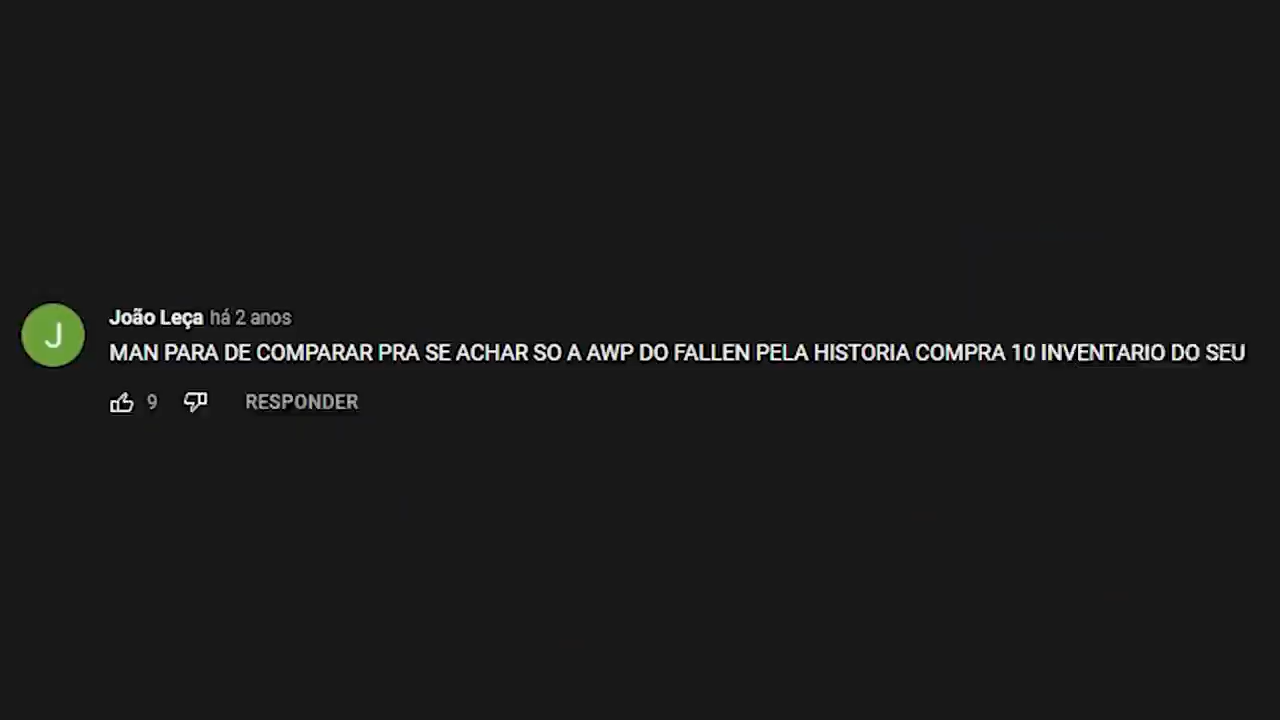 J
João Leça há 2 anos
MAN PARA DE COMPARAR PRA SE ACHAR SO A AWP DO FALLEN PELA HISTORIA COMPRA 10 INVENTARIO DO SEU
9 RESPONDER